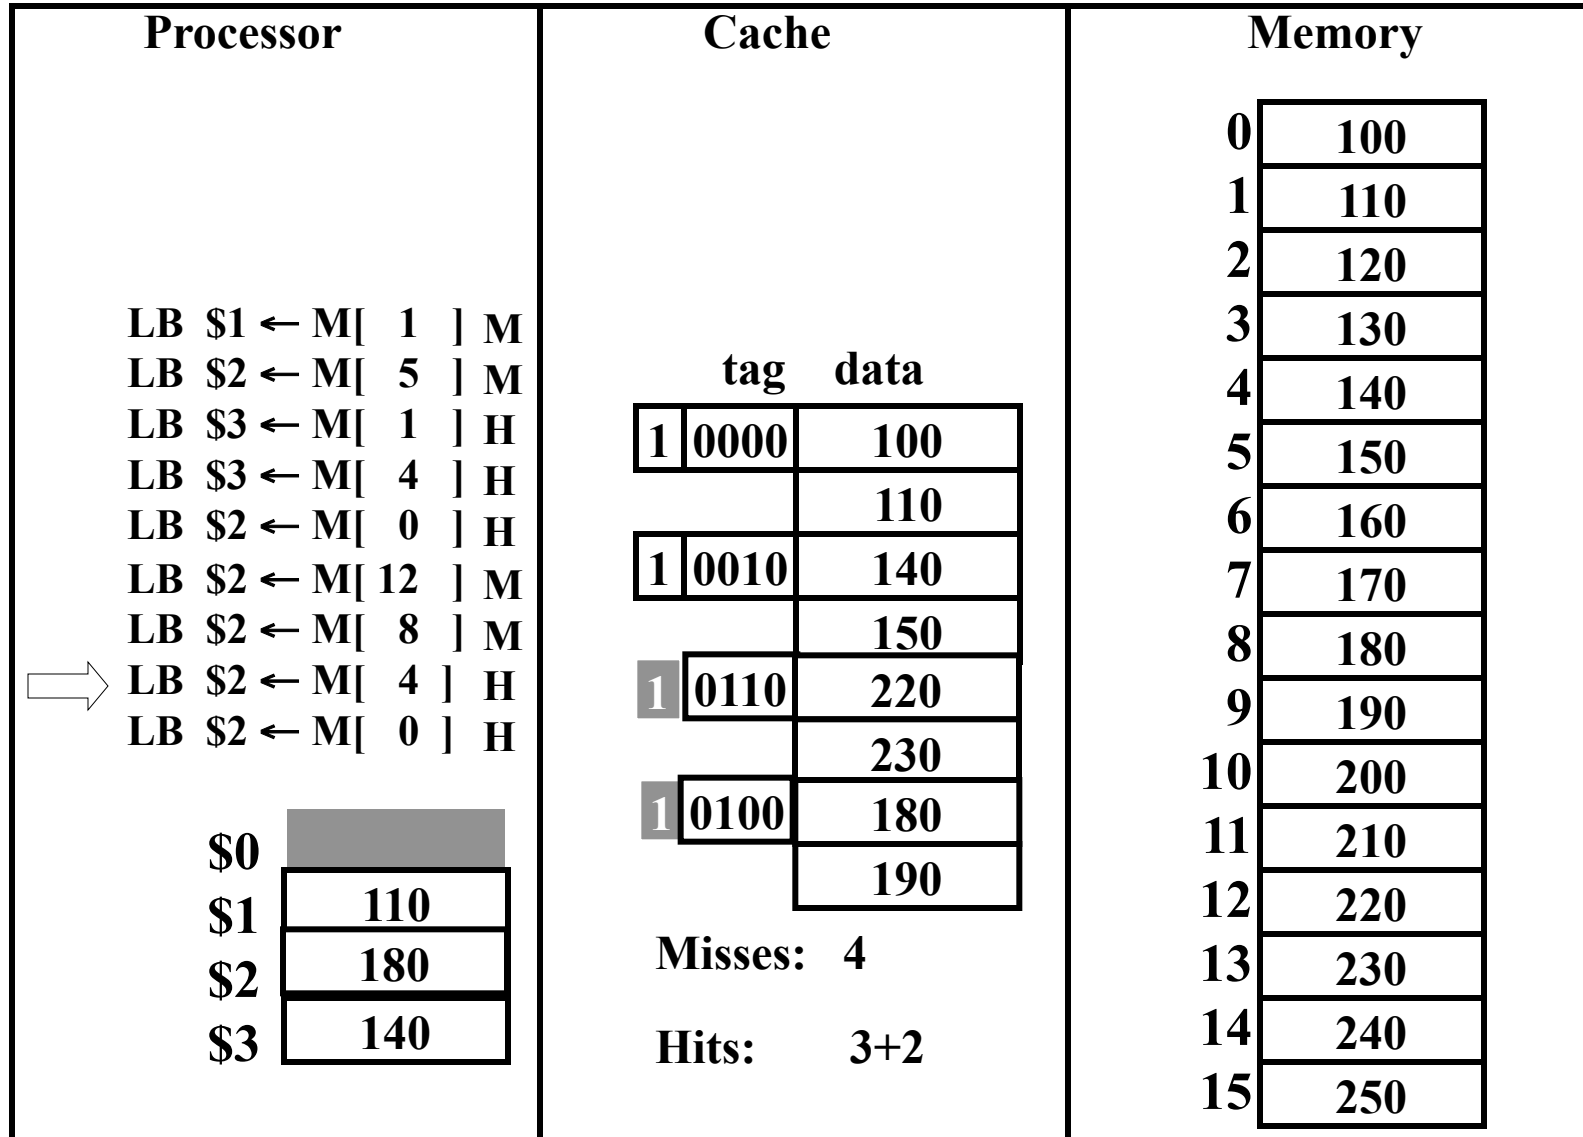 Processor
LB $1 ← M[ 1 ] M
LB $2 ← M[ 5 ] M
LB $3 ← M[ 1 ] H
LB $3 ← M[ 4 ] H
LB $2 ← M[ 0 ] H
LB $2 ← M[ 12 ] M
LB $2 ← M[ 8 ] M
LB $2 ← M[ 4 ] H
LB $2 ← M[ 0 ] H
$0
$1 110
$2 180
$3 140
Cache
tag data
1 0000 100
110
1 0010 140
150
1 0110 220
230
1 0100 180
190
Misses: 4
Hits: 3+2
Memory
0 100
1 110
2 120
3 130
4 140
5 150
6 160
7 170
8 180
9 190
10 200
11 210
12 220
13 230
14 240
15 250